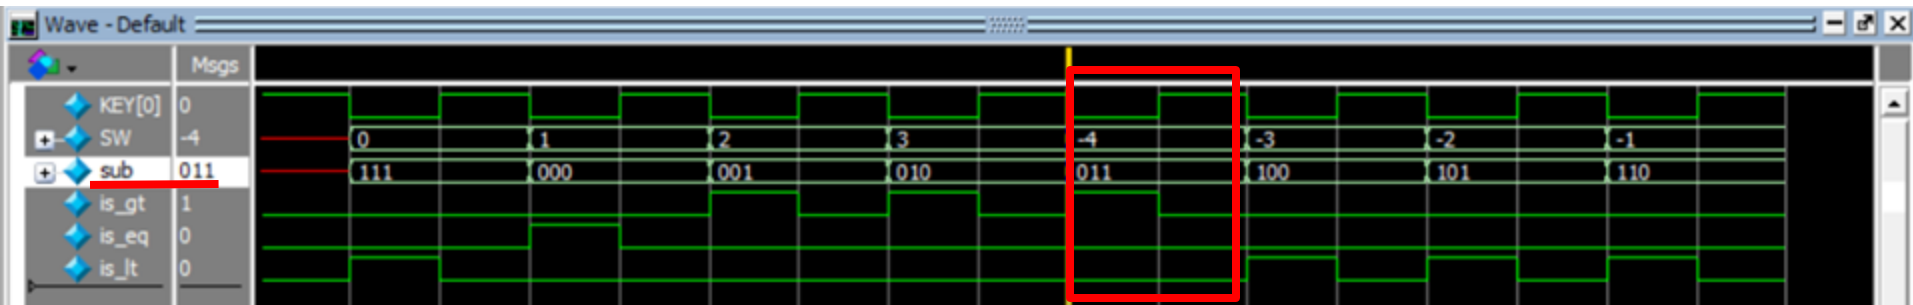 Wave - Default
Msgs
KEY[0] 0
SW -4 0 1 2 3 -4 -3 -2 -1
sub 011 111 000 001 010 011 100 101 110
is_gt 1
is_eq 0
is_lt 0